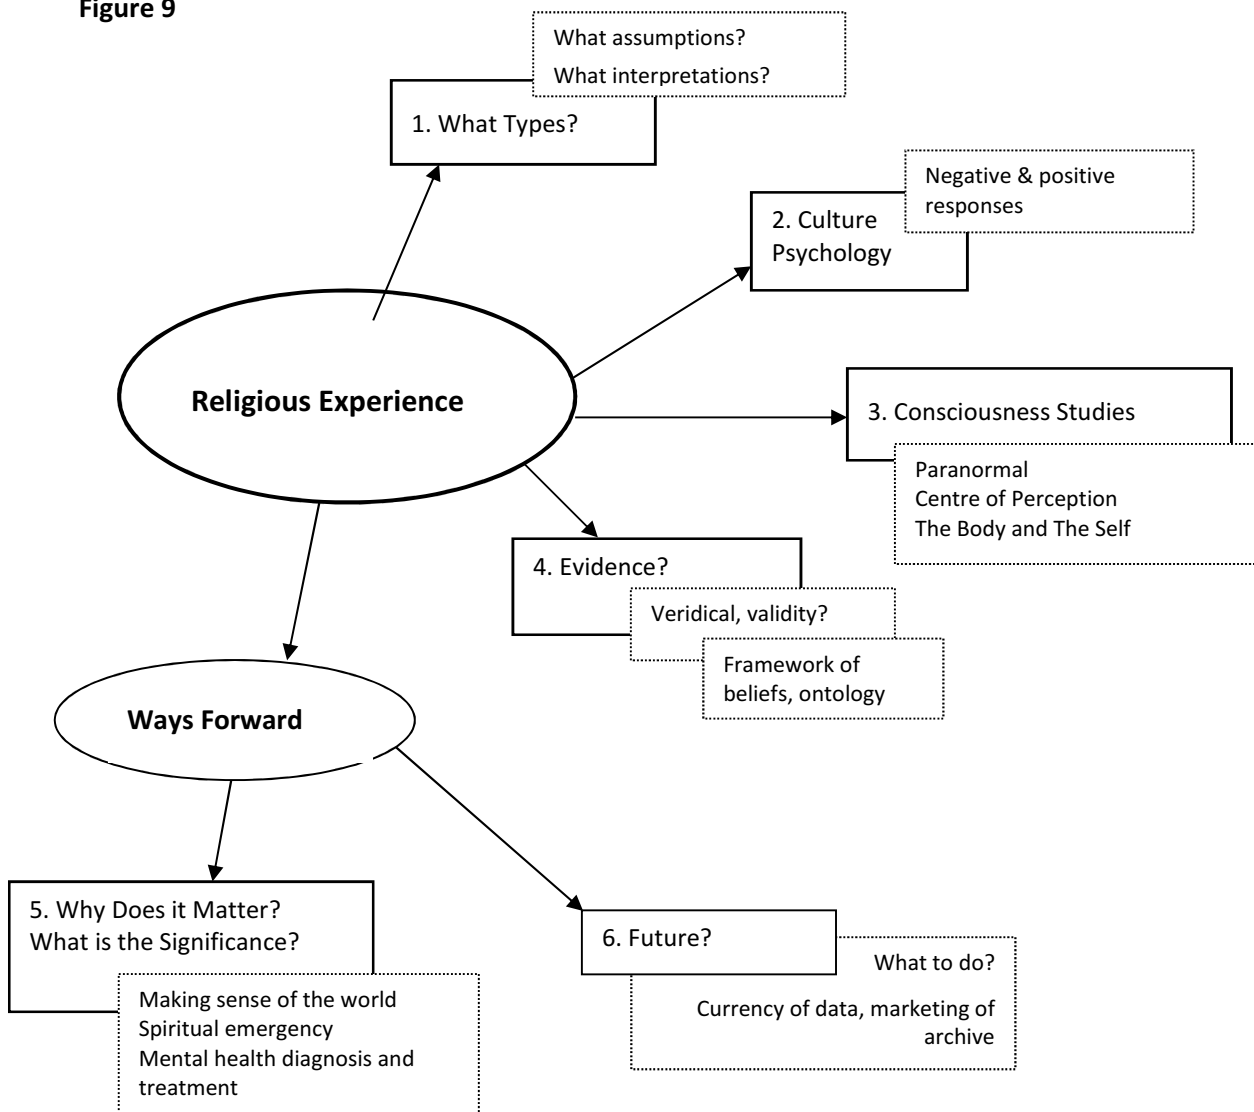 Figure 9
What assumptions?
What interpretations?
1. What Types?
Negative & positive
responses
2. Culture
Psychology
Religious Experience
3. Consciousness Studies
Paranormal
Centre of Perception
The Body and The Self
4. Evidence?
Veridical, validity?
Framework of
beliefs, ontology
Ways Forward
5. Why Does it Matter?
What is the Significance?
Making sense of the world
Spiritual emergency
Mental health diagnosis and
treatment
6. Future?
What to do?
Currency of data, marketing of
archive